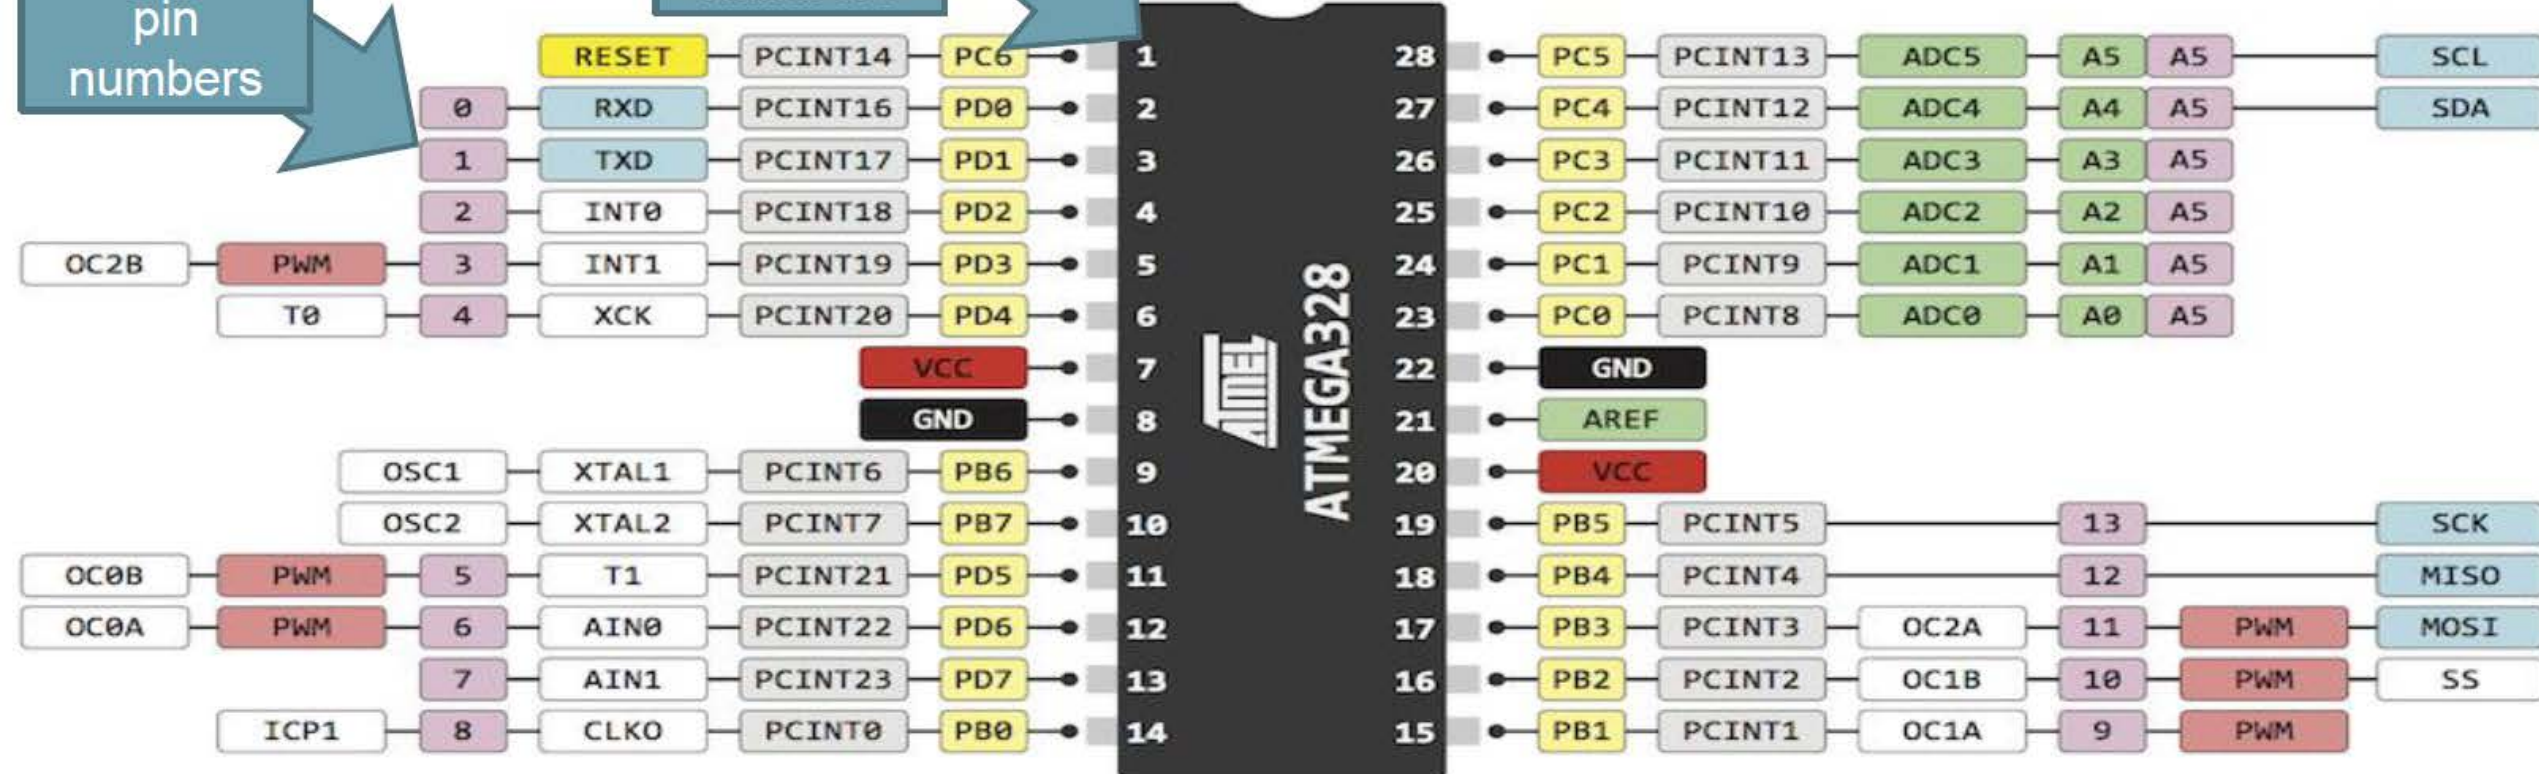 pin
numbers
RESET PCINT14 PC6 1 28 PC5 PCINT13 ADC5 A5 A5 SCL
0 RXD PCINT16 PD0 2 27 PC4 PCINT12 ADC4 A4 A5 SDA
1 TXD PCINT17 PD1 3 26 PC3 PCINT11 ADC3 A3 A5
2 INT0 PCINT18 PD2 4 25 PC2 PCINT10 ADC2 A2 A5
OC2B PWM 3 INT1 PCINT19 PD3 5 24 PC1 PCINT9 ADC1 A1 A5
T0 4 XCK PCINT20 PD4 6 23 PC0 PCINT8 ADC0 A0 A5
VCC 7 22 GND
GND 8 21 AREF
OSC1 XTAL1 PCINT6 PB6 9 20 VCC
OSC2 XTAL2 PCINT7 PB7 10 19 PB5 PCINT5 13 SCK
OC0B PWM 5 T1 PCINT21 PD5 11 18 PB4 PCINT4 12 MISO
OC0A PWM 6 AIN0 PCINT22 PD6 12 17 PB3 PCINT3 OC2A 11 PWM MOSI
7 AIN1 PCINT23 PD7 13 16 PB2 PCINT2 OC1B 10 PWM SS
ICP1 8 CLKO PCINT0 PB0 14 15 PB1 PCINT1 OC1A 9 PWM
ATMEL
ATMEGA328